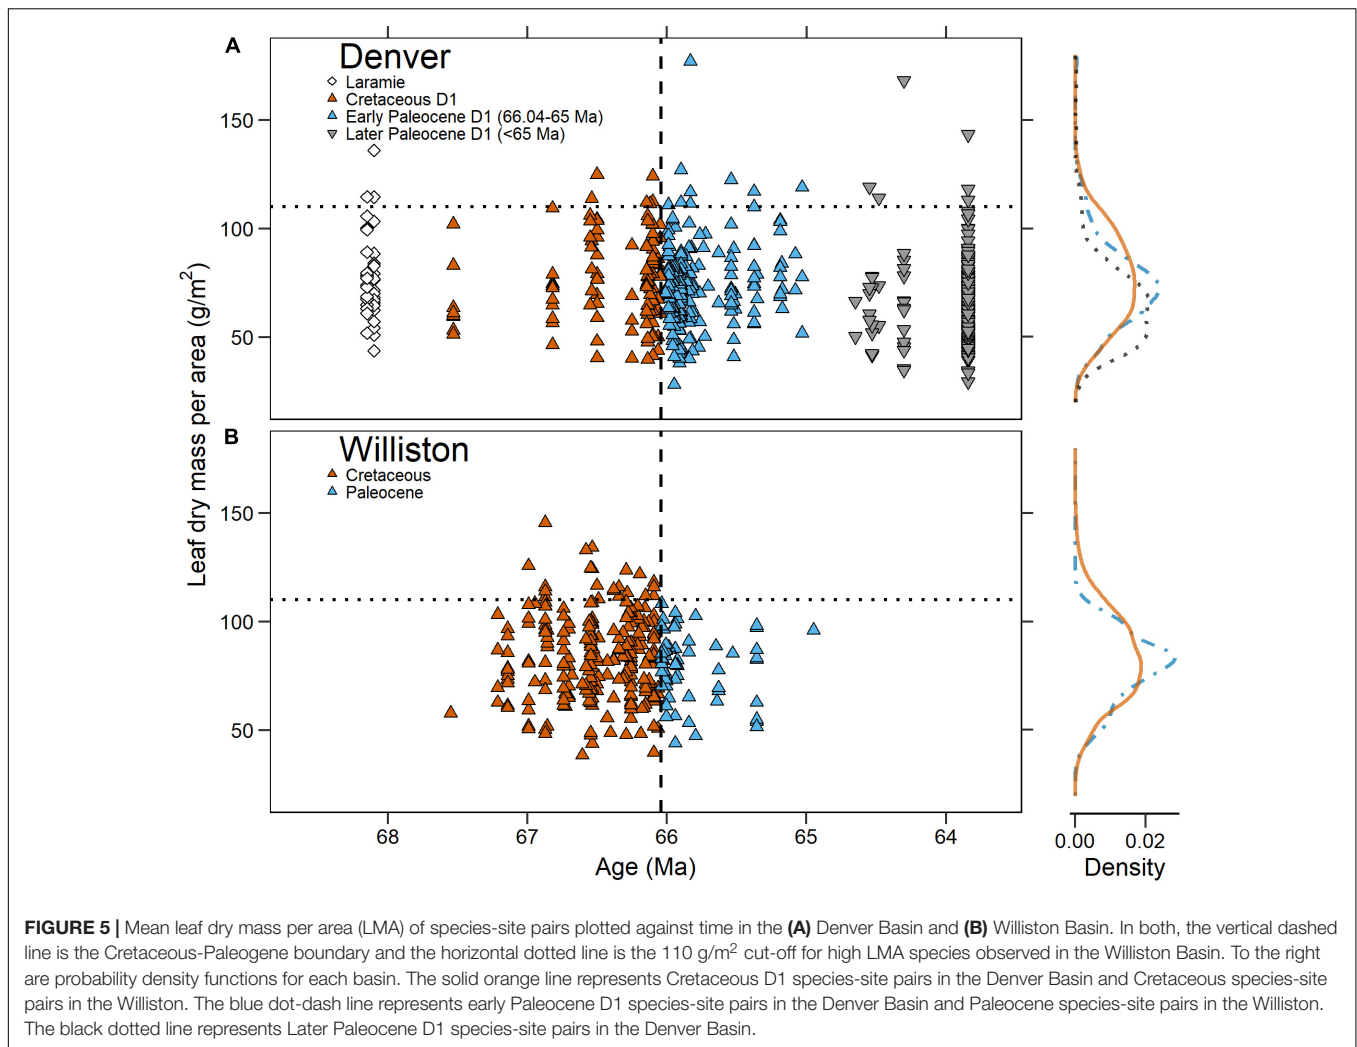 A
Denver
Laramie
Cretaceous D1
Early Paleocene D1 (66.04-65 Ma)
Later Paleocene D1 (<65 Ma)
150
100
50
B
Williston
Cretaceous
Paleocene
150
100
50
Leaf dry mass per area (g/m²)
68 67 66 65 64
Age (Ma)
0.00 0.02
Density
FIGURE 5 | Mean leaf dry mass per area (LMA) of species-site pairs plotted against time in the (A) Denver Basin and (B) Williston Basin. In both, the vertical dashed
line is the Cretaceous-Paleogene boundary and the horizontal dotted line is the 110 g/m² cut-off for high LMA species observed in the Williston Basin. To the right
are probability density functions for each basin. The solid orange line represents Cretaceous D1 species-site pairs in the Denver Basin and Cretaceous species-site
pairs in the Williston. The blue dot-dash line represents early Paleocene D1 species-site pairs in the Denver Basin and Paleocene species-site pairs in the Williston.
The black dotted line represents Later Paleocene D1 species-site pairs in the Denver Basin.